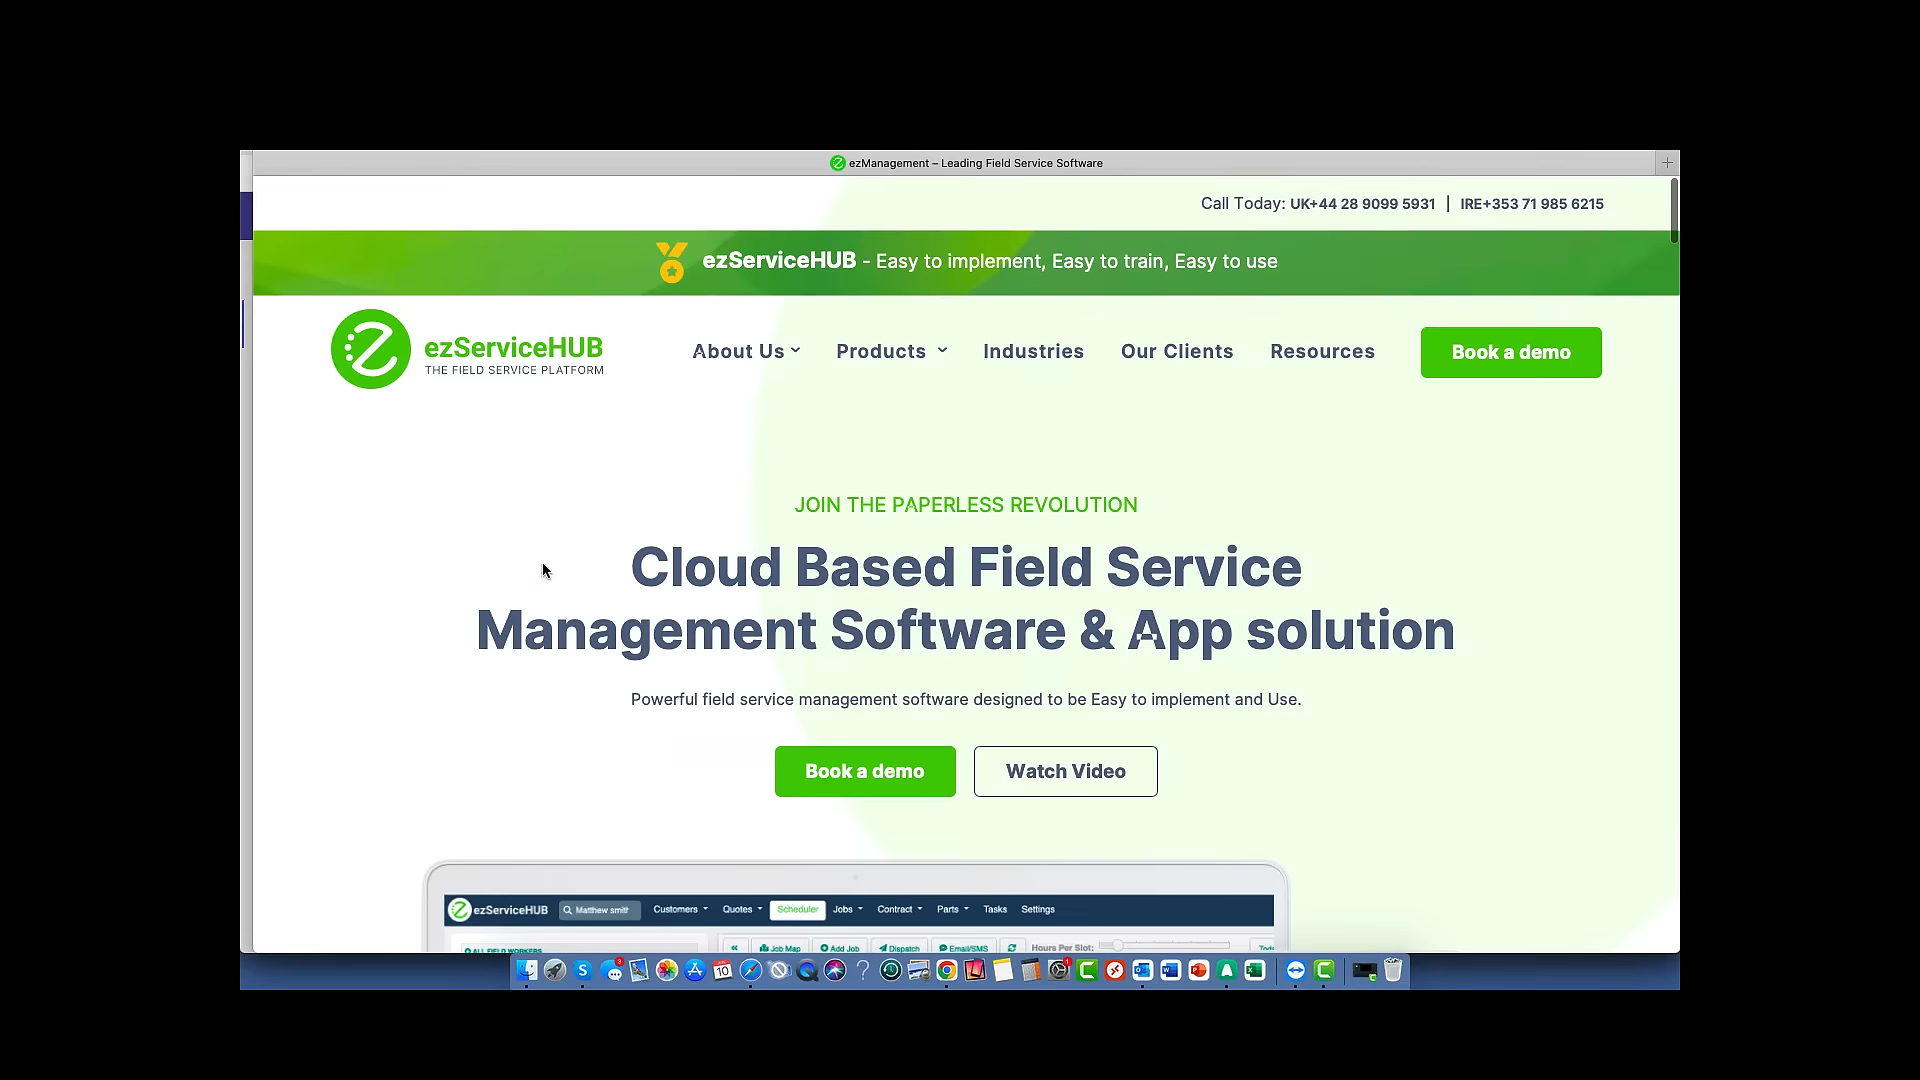 ezManagement – Leading Field Service Software
Call Today: UK+44 28 9099 5931 | IRE+353 71 985 6215
ezServiceHUB - Easy to implement, Easy to train, Easy to use
ezServiceHUB
THE FIELD SERVICE PLATFORM
About Us Products Industries Our Clients Resources Book a demo
JOIN THE PAPERLESS REVOLUTION
Cloud Based Field Service
Management Software & App solution
Powerful field service management software designed to be Easy to implement and Use.
Book a demo Watch Video
ezServiceHUB Matthew smitt Customers Quotes Scheduler Jobs Contract Parts Tasks Settings
ALL FIELD WORKERS Job Map Add Job Dispatch Email/SMS Hours Per Slot: